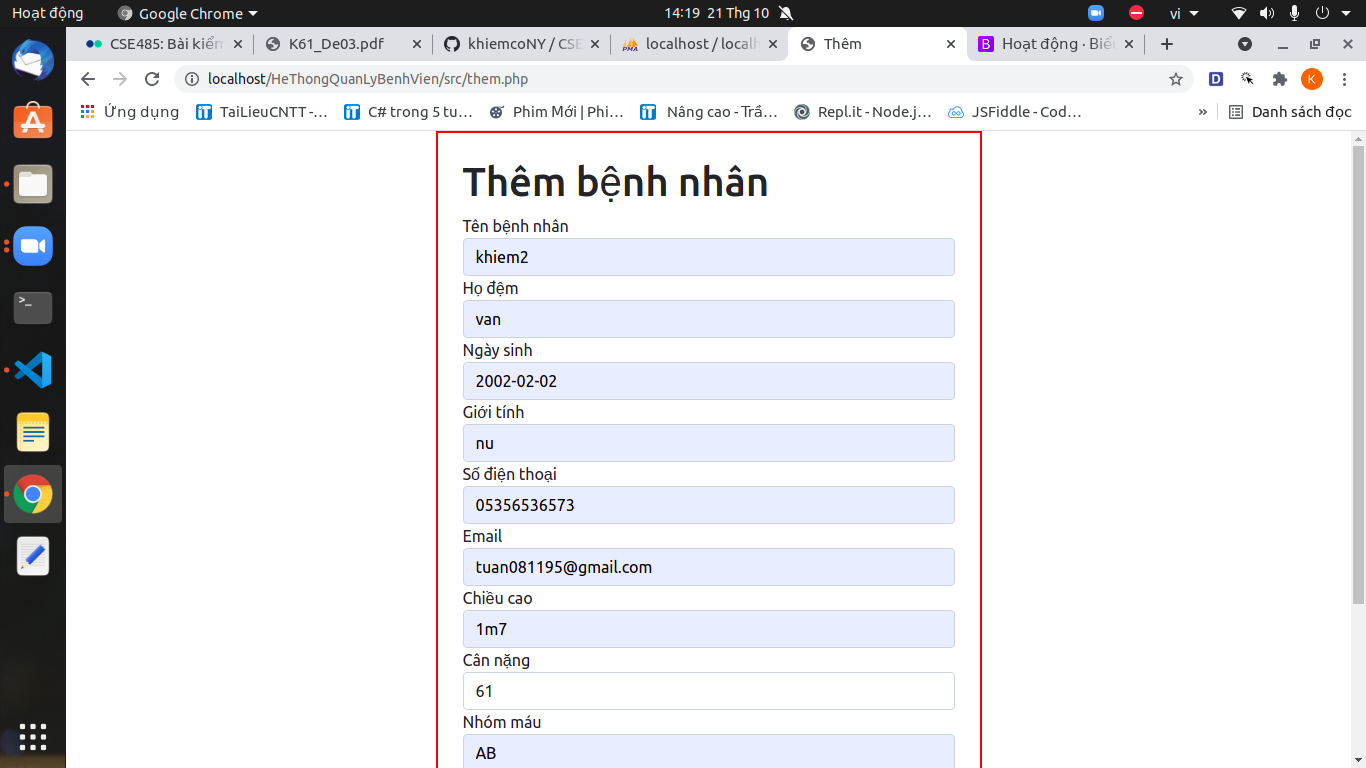 Hoạt động
Google Chrome
14:19 21 Thg 10
vi
CSE485: Bài kiểm
K61_De03.pdf
khiemcoNY / CSE
localhost / localh
Thêm
Hoạt động · Biểu
localhost/HeThongQuanLyBenhVien/src/them.php
Ứng dụng
TaiLieuCNTT -…
C# trong 5 tu…
Phim Mới | Phi…
Nâng cao - Trầ…
Repl.it - Node.j…
JSFiddle - Cod…
»
Danh sách đọc
Thêm bệnh nhân
Tên bệnh nhân
khiem2
Họ đệm
van
Ngày sinh
2002-02-02
Giới tính
nu
Số điện thoại
05356536573
Email
tuan081195@gmail.com
Chiều cao
1m7
Cân nặng
61
Nhóm máu
AB